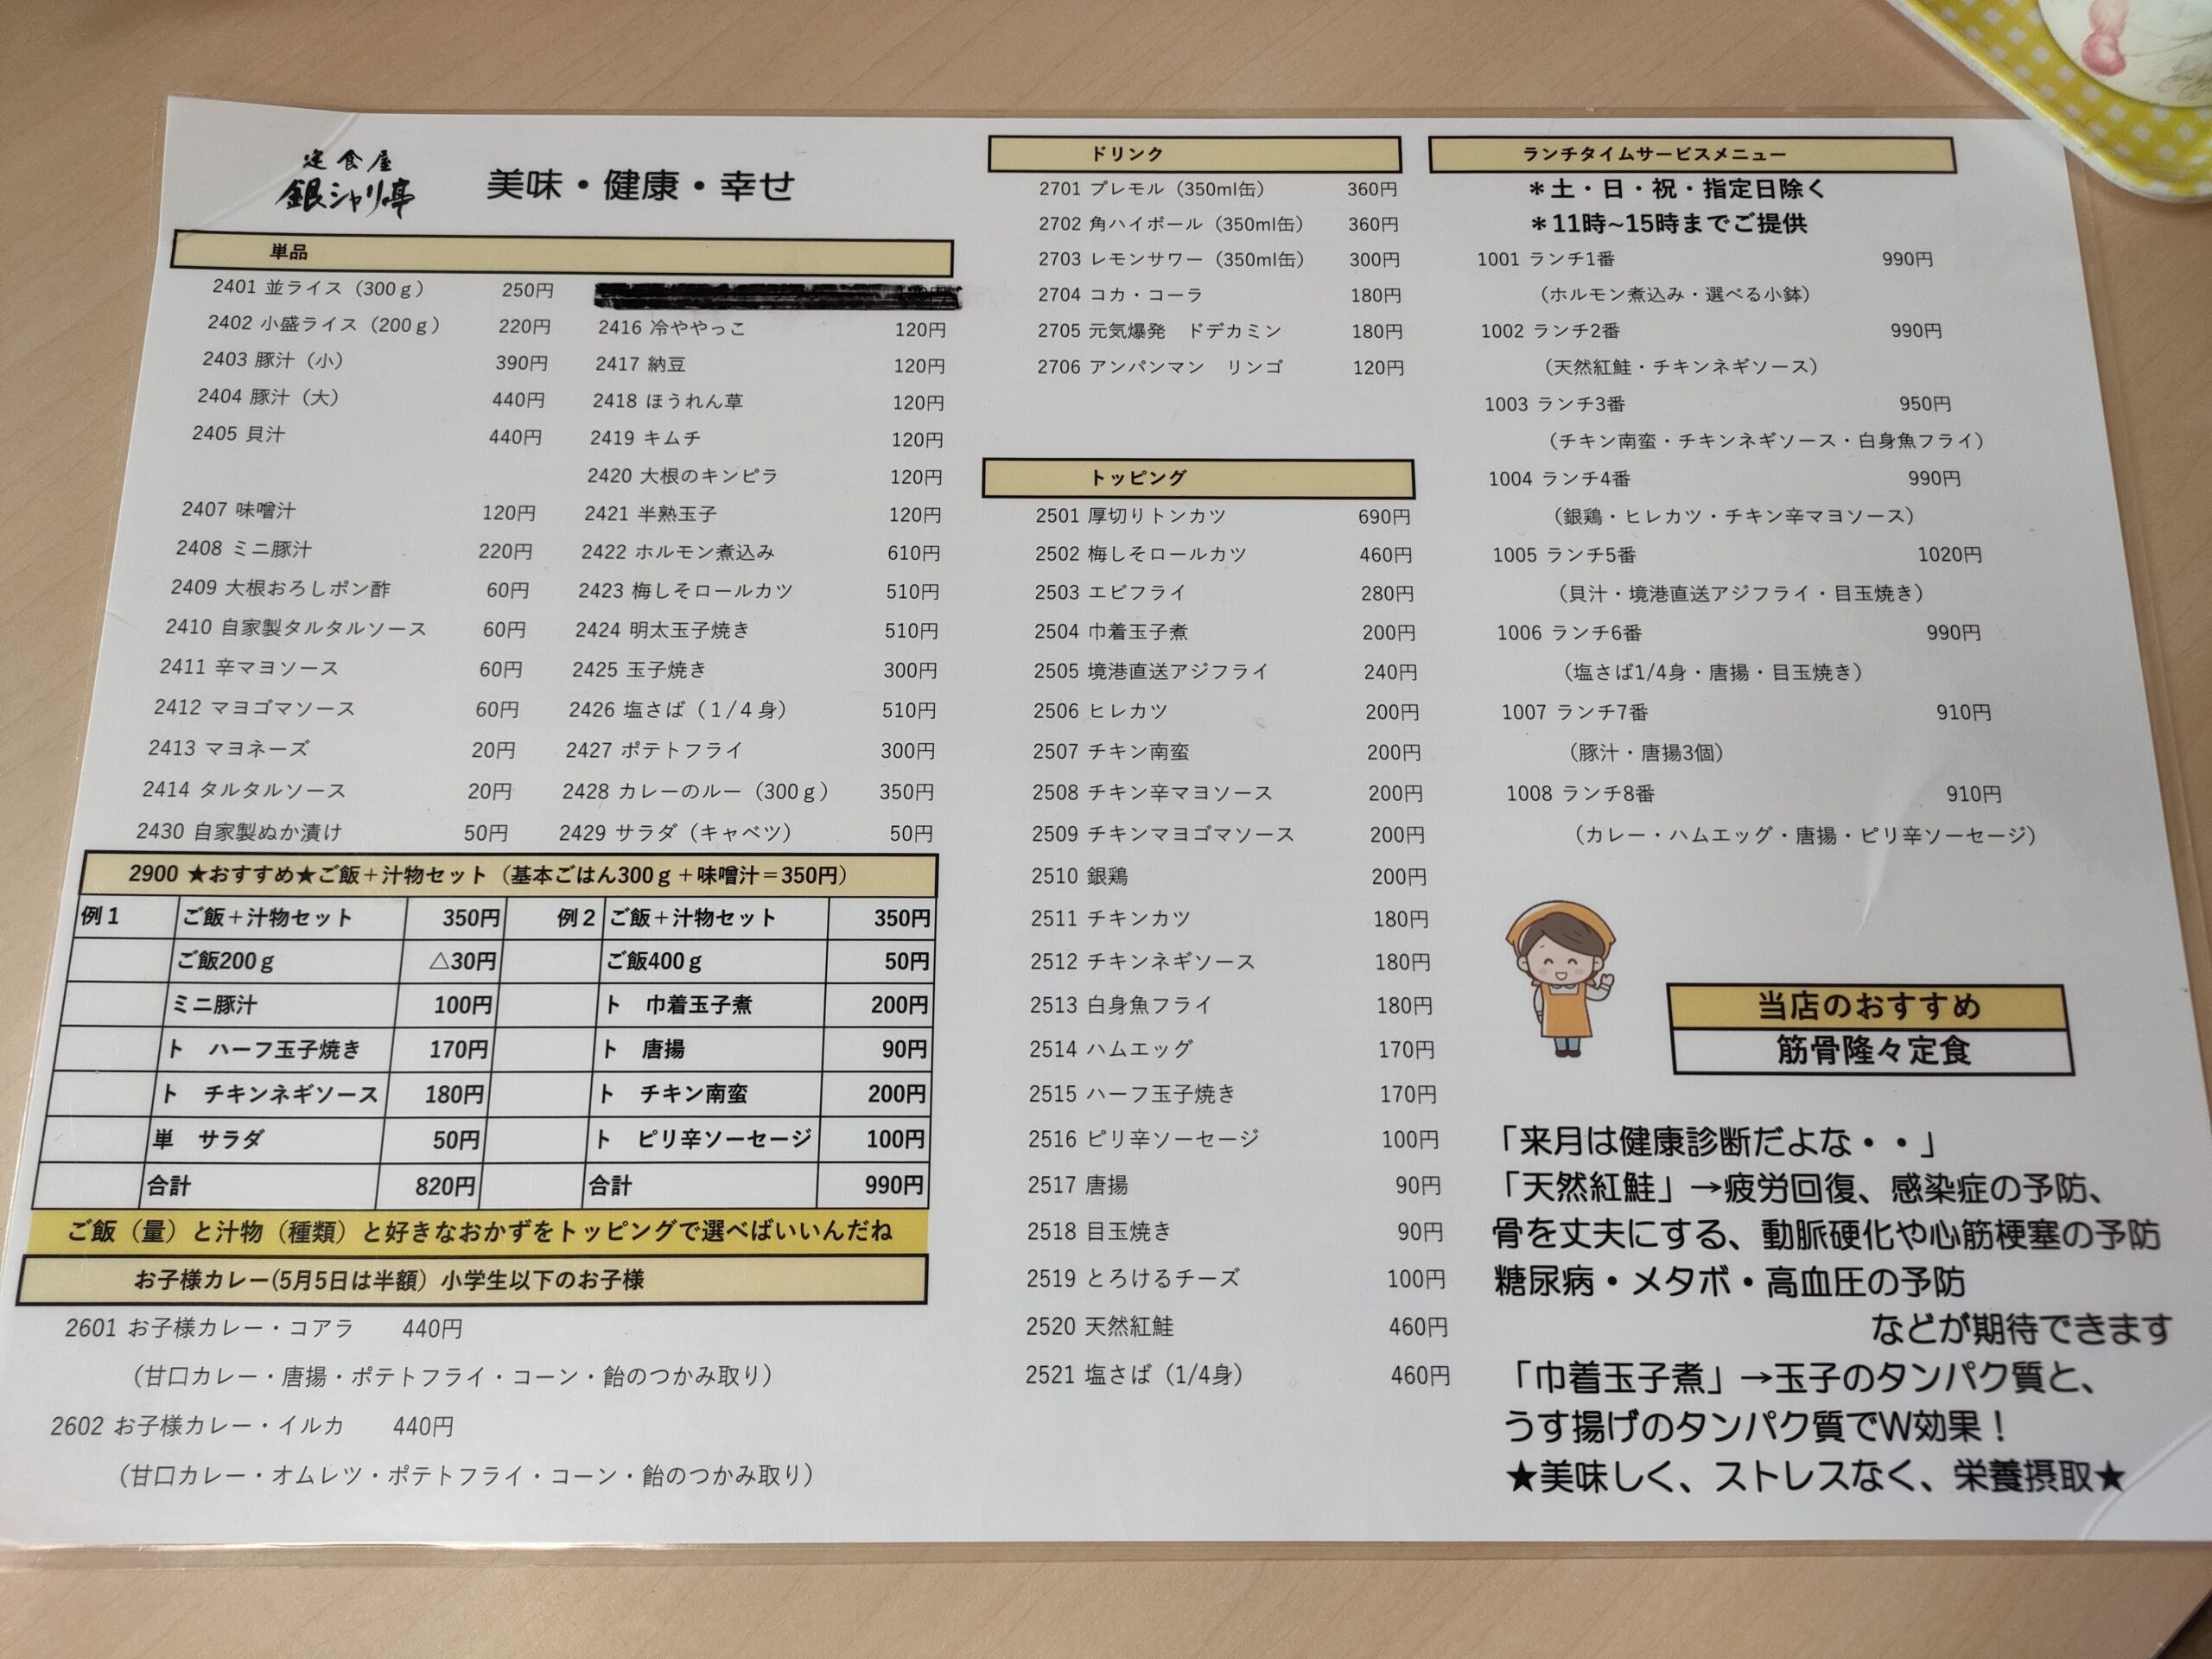 定食屋
銀シャリ亭
美味・健康・幸せ
単品
2401 並ライス（300ｇ） 250円
2402 小盛ライス（200ｇ） 220円
2403 豚汁（小） 390円
2404 豚汁（大） 440円
2405 貝汁 440円
2407 味噌汁 120円
2408 ミニ豚汁 220円
2409 大根おろしポン酢 60円
2410 自家製タルタルソース 60円
2411 辛マヨソース 60円
2412 マヨゴマソース 60円
2413 マヨネーズ 20円
2414 タルタルソース 20円
2430 自家製ぬか漬け 50円
2416 冷ややっこ 120円
2417 納豆 120円
2418 ほうれん草 120円
2419 キムチ 120円
2420 大根のキンピラ 120円
2421 半熟玉子 120円
2422 ホルモン煮込み 610円
2423 梅しそロールカツ 510円
2424 明太玉子焼き 510円
2425 玉子焼き 300円
2426 塩さば（１/４身） 510円
2427 ポテトフライ 300円
2428 カレーのルー（300ｇ） 350円
2429 サラダ（キャベツ） 50円
2900 ★おすすめ★ご飯＋汁物セット（基本ごはん300ｇ＋味噌汁＝350円）
例１ ご飯＋汁物セット 350円 例２ ご飯＋汁物セット 350円
ご飯200ｇ △30円 ご飯400ｇ 50円
ミニ豚汁 100円 ト 巾着玉子煮 200円
ト ハーフ玉子焼き 170円 ト 唐揚 90円
ト チキンネギソース 180円 ト チキン南蛮 200円
単 サラダ 50円 ト ピリ辛ソーセージ 100円
合計 820円 合計 990円
ご飯（量）と汁物（種類）と好きなおかずをトッピングで選べばいいんだね
お子様カレー(5月5日は半額）小学生以下のお子様
2601 お子様カレー・コアラ 440円
（甘口カレー・唐揚・ポテトフライ・コーン・飴のつかみ取り）
2602 お子様カレー・イルカ 440円
（甘口カレー・オムレツ・ポテトフライ・コーン・飴のつかみ取り）
ドリンク
2701 プレモル（350ml缶） 360円
2702 角ハイボール（350ml缶） 360円
2703 レモンサワー（350ml缶） 300円
2704 コカ・コーラ 180円
2705 元気爆発 ドデカミン 180円
2706 アンパンマン リンゴ 120円
トッピング
2501 厚切りトンカツ 690円
2502 梅しそロールカツ 460円
2503 エビフライ 280円
2504 巾着玉子煮 200円
2505 境港直送アジフライ 240円
2506 ヒレカツ 200円
2507 チキン南蛮 200円
2508 チキン辛マヨソース 200円
2509 チキンマヨゴマソース 200円
2510 銀鶏 200円
2511 チキンカツ 180円
2512 チキンネギソース 180円
2513 白身魚フライ 180円
2514 ハムエッグ 170円
2515 ハーフ玉子焼き 170円
2516 ピリ辛ソーセージ 100円
2517 唐揚 90円
2518 目玉焼き 90円
2519 とろけるチーズ 100円
2520 天然紅鮭 460円
2521 塩さば（1/4身） 460円
ランチタイムサービスメニュー
＊土・日・祝・指定日除く
＊11時~15時までご提供
1001 ランチ1番 990円
（ホルモン煮込み・選べる小鉢）
1002 ランチ2番 990円
（天然紅鮭・チキンネギソース）
1003 ランチ3番 950円
（チキン南蛮・チキンネギソース・白身魚フライ）
1004 ランチ4番 990円
（銀鶏・ヒレカツ・チキン辛マヨソース）
1005 ランチ5番 1020円
（貝汁・境港直送アジフライ・目玉焼き）
1006 ランチ6番 990円
（塩さば1/4身・唐揚・目玉焼き）
1007 ランチ7番 910円
（豚汁・唐揚3個）
1008 ランチ8番 910円
（カレー・ハムエッグ・唐揚・ピリ辛ソーセージ）
当店のおすすめ
筋骨隆々定食
「来月は健康診断だよな・・」
「天然紅鮭」→疲労回復、感染症の予防、
骨を丈夫にする、動脈硬化や心筋梗塞の予防
糖尿病・メタボ・高血圧の予防
などが期待できます
「巾着玉子煮」→玉子のタンパク質と、
うす揚げのタンパク質でW効果！
★美味しく、ストレスなく、栄養摂取★